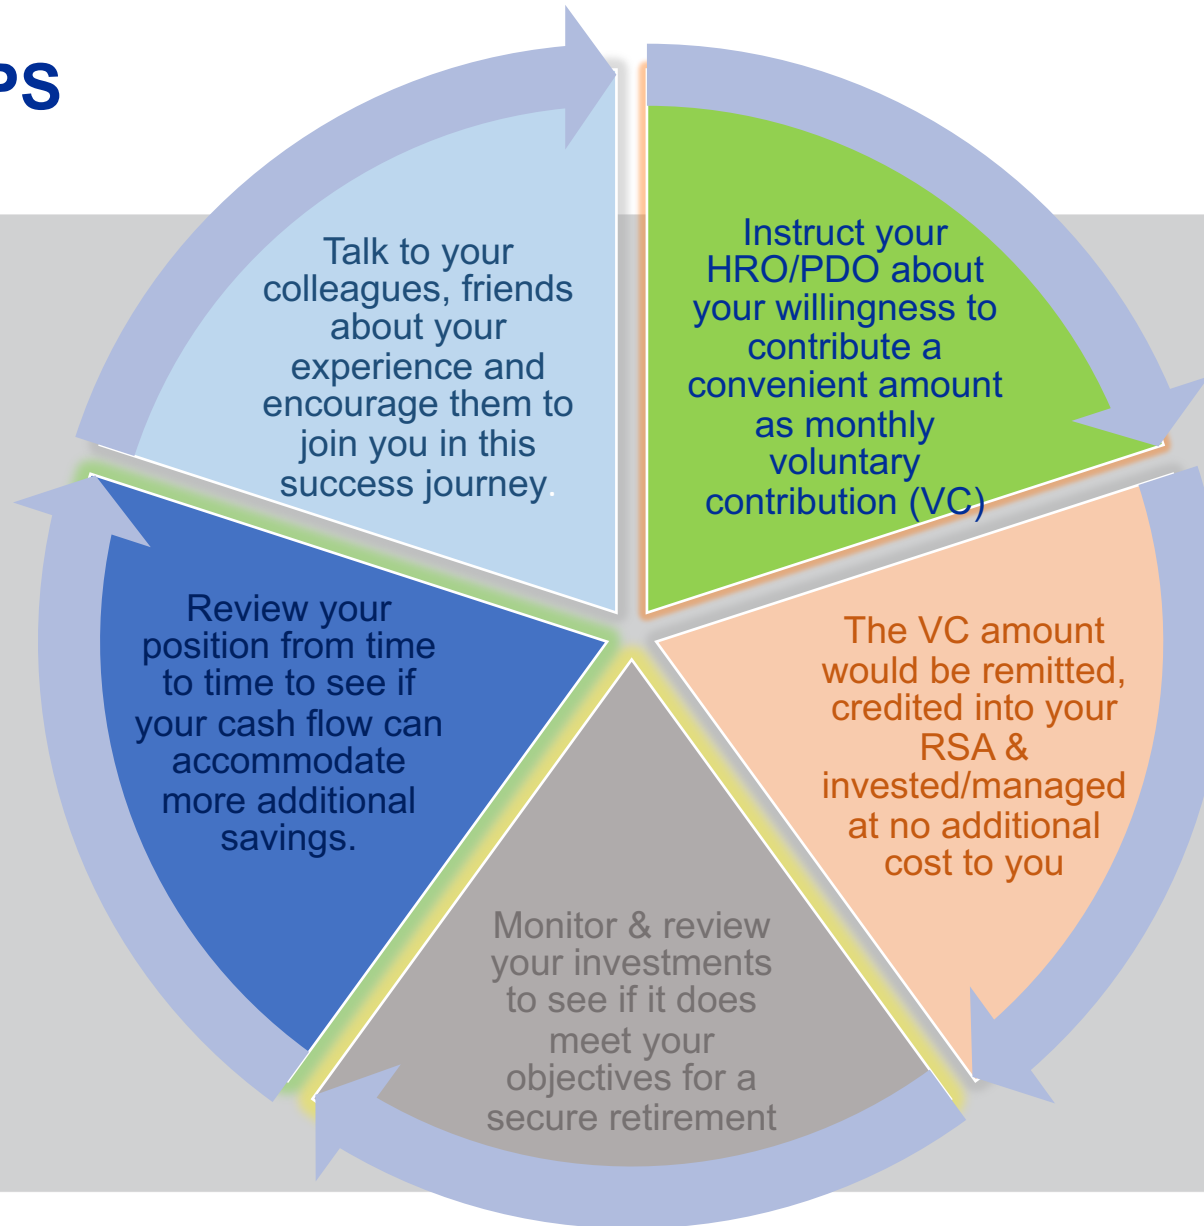 PS
Instruct your
HRO/PDO about
your willingness to
contribute a
convenient amount
as monthly
voluntary
contribution (VC)
The VC amount
would be remitted,
credited into your
RSA &
invested/managed
at no additional
cost to you
Monitor & review
your investments
to see if it does
meet your
objectives for a
secure retirement
Review your
position from time
to time to see if
your cash flow can
accommodate
more additional
savings.
Talk to your
colleagues, friends
about your
experience and
encourage them to
join you in this
success journey.